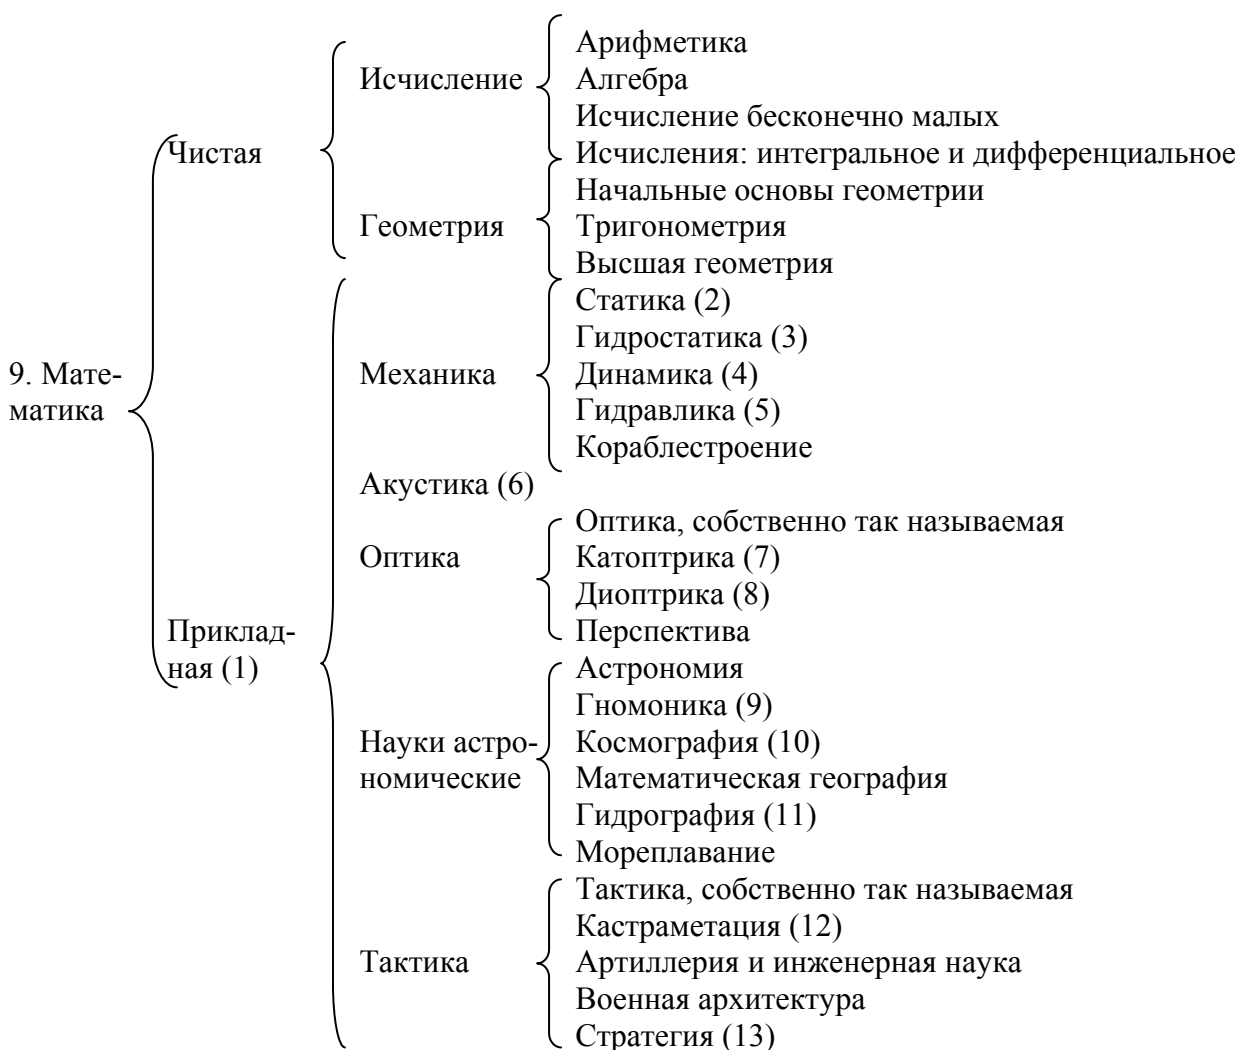 Арифметика
Исчисление
Алгебра
Исчисление бесконечно малых
Чистая
Исчисления: интегральное и дифференциальное
Начальные основы геометрии
Геометрия
Тригонометрия
Высшая геометрия
Статика (2)
Гидростатика (3)
9. Мате-
матика
Механика
Динамика (4)
Гидравлика (5)
Кораблестроение
Акустика (6)
Оптика, собственно так называемая
Оптика
Катоптрика (7)
Диоптрика (8)
Приклад-
ная (1)
Перспектива
Астрономия
Гномоника (9)
Науки астро-
номические
Космография (10)
Математическая география
Гидрография (11)
Мореплавание
Тактика, собственно так называемая
Кастраметация (12)
Тактика
Артиллерия и инженерная наука
Военная архитектура
Стратегия (13)